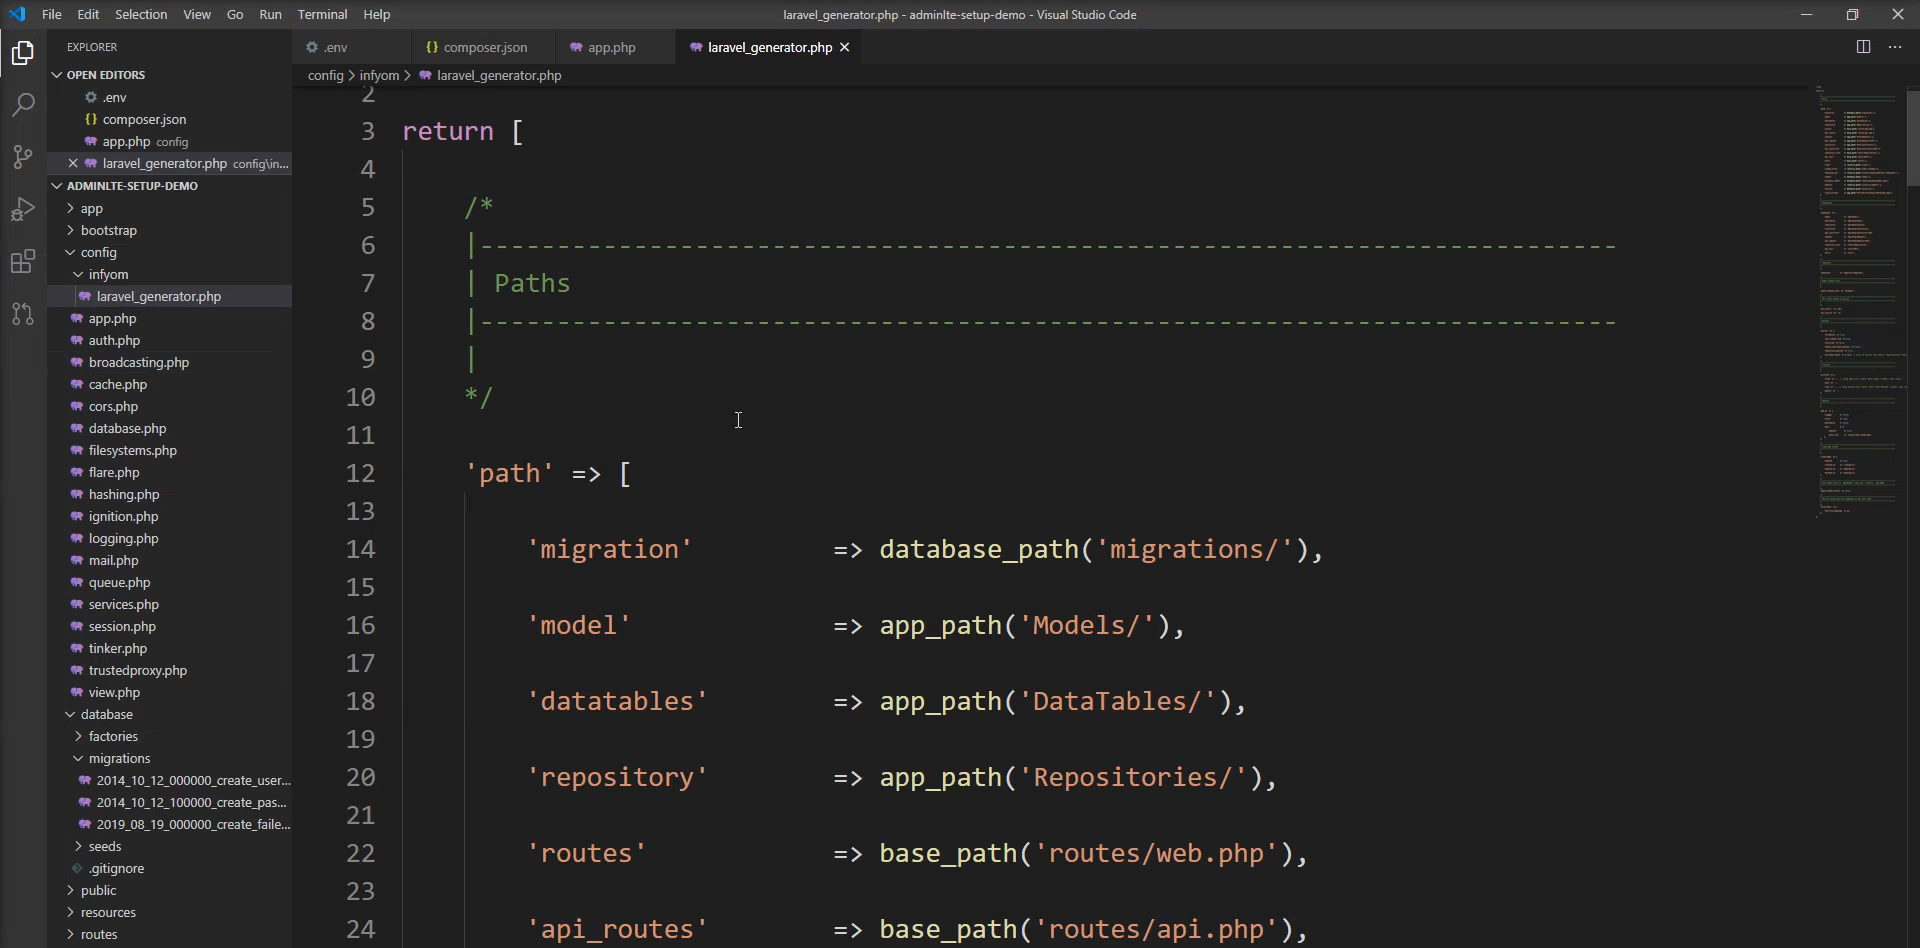 File Edit Selection View Go Run Terminal Help
laravel_generator.php - adminlte-setup-demo - Visual Studio Code
EXPLORER
OPEN EDITORS
.env
{} composer.json
app.php config
laravel_generator.php config\in...
ADMINLTE-SETUP-DEMO
app
bootstrap
config
infyom
laravel_generator.php
app.php
auth.php
broadcasting.php
cache.php
cors.php
database.php
filesystems.php
flare.php
hashing.php
ignition.php
logging.php
mail.php
queue.php
services.php
session.php
tinker.php
trustedproxy.php
view.php
database
factories
migrations
2014_10_12_000000_create_user...
2014_10_12_100000_create_pas...
2019_08_19_000000_create_faile...
seeds
.gitignore
public
resources
routes
.env {} composer.json app.php laravel_generator.php
config > infyom > laravel_generator.php
2
3 return [
4
5 /*
6 |--------------------------------------------------------------------------
7 | Paths
8 |--------------------------------------------------------------------------
9 |
10 */
11
12 'path' => [
13
14 'migration' => database_path('migrations/'),
15
16 'model' => app_path('Models/'),
17
18 'datatables' => app_path('DataTables/'),
19
20 'repository' => app_path('Repositories/'),
21
22 'routes' => base_path('routes/web.php'),
23
24 'api_routes' => base_path('routes/api.php'),